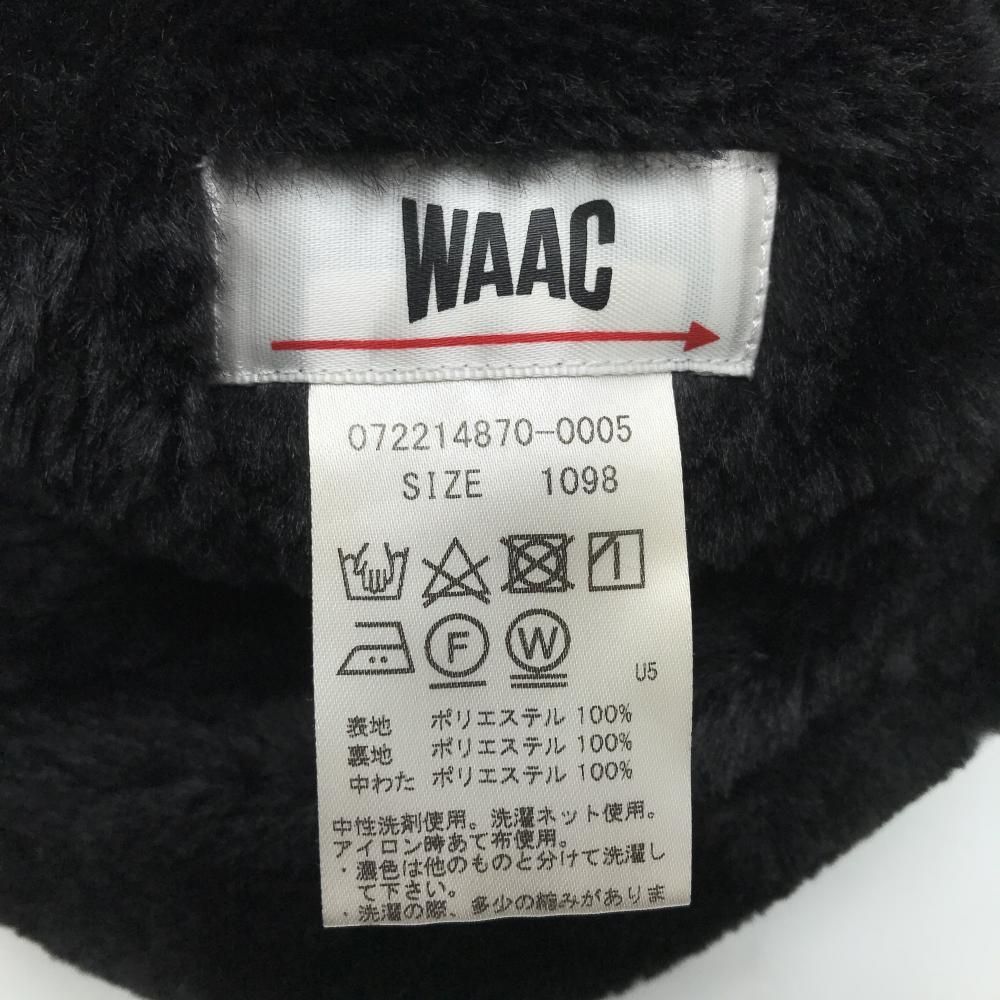 WAAC
072214870-0005
SIZE 1098
F W
U5
表地 ポリエステル 100%
裏地 ポリエステル 100%
中わた ポリエステル 100%
中性洗剤使用。洗濯ネット使用。
アイロン時あて布使用。
・濃色は他のものと分けて洗濯し
て下さい。
・洗濯の際、多少の縮みがありま